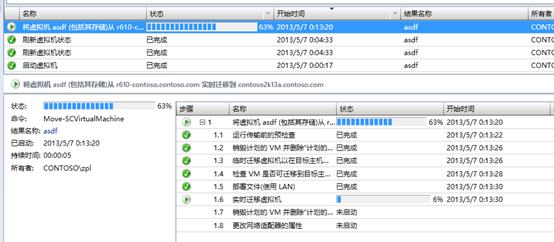 名称 状态 开始时间 结果名称 所有者
将虚拟机 asdf (包括其存储)从 r610-c... 63% 2013/5/7 0:13:20 asdf CONTO
刷新虚拟机状态 已完成 2013/5/7 0:04:33 asdf CONTO
刷新虚拟机状态 已完成 2013/5/7 0:04:33 asdf CONTO
启动虚拟机 已完成 2013/5/7 0:00:17 asdf CONTO
将虚拟机 asdf (包括其存储)从 r610-contoso.contoso.com 实时迁移到 contoso2k13a.contoso.com
状态: 63%
命令: Move-SCVirtualMachine
结果名称: asdf
已启动: 2013/5/7 0:13:20
持续时间: 00:00:05
所有者: CONTOSO\zpl
步骤 名称 状态 开始时间
1 将虚拟机 asdf (包括其存储)从 r... 63% 2013/5/7 0:13:20
1.1 运行传输前的预检查 已完成 2013/5/7 0:13:20
1.2 销毁计划的 VM 并删除"计划的... 已完成 2013/5/7 0:13:26
1.3 临时迁移虚拟机以在目标主机... 已完成 2013/5/7 0:13:26
1.4 检查 VM 是否可迁移到目标主... 已完成 2013/5/7 0:13:28
1.5 部署文件(使用 LAN) 已完成 2013/5/7 0:13:30
1.6 实时迁移虚拟机 6% 2013/5/7 0:13:30
1.7 销毁计划的 VM 并删除"计划的... 未启动
1.8 更改网络适配器的属性 未启动